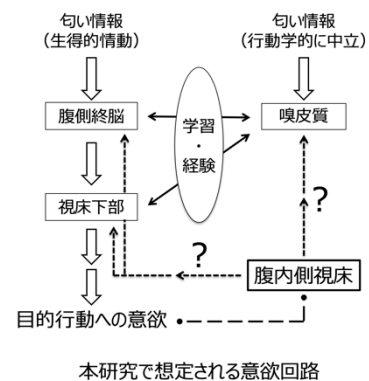 匂い情報
（生得的情動）
匂い情報
（行動学的に中立）
腹側終脳
学習
・
経験
嗅皮質
視床下部
?
?
腹内側視床
目的行動への意欲
本研究で想定される意欲回路